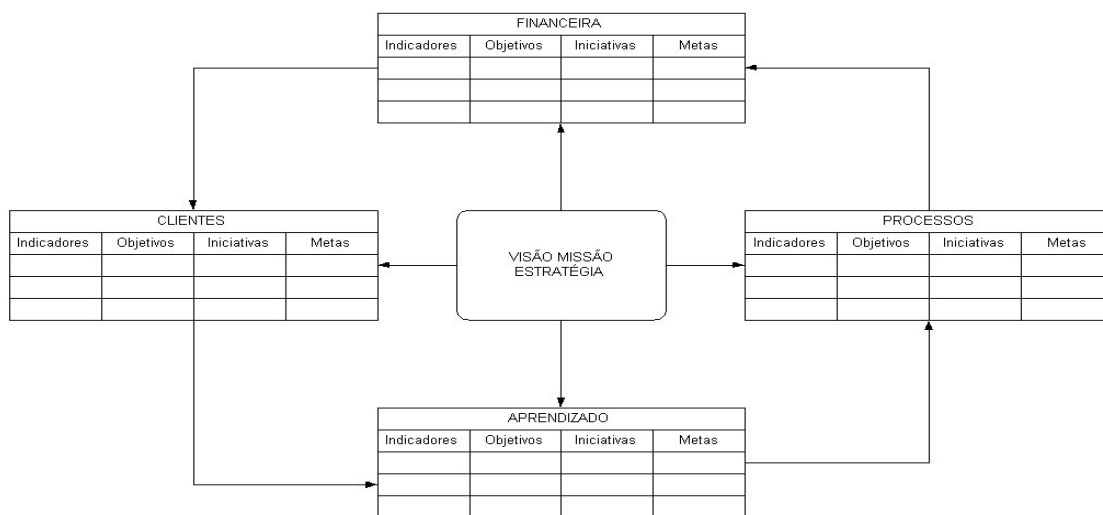 FINANCEIRA
Indicadores Objetivos Iniciativas Metas
CLIENTES
Indicadores Objetivos Iniciativas Metas
VISÃO MISSÃO
ESTRATÉGIA
PROCESSOS
Indicadores Objetivos Iniciativas Metas
APRENDIZADO
Indicadores Objetivos Iniciativas Metas